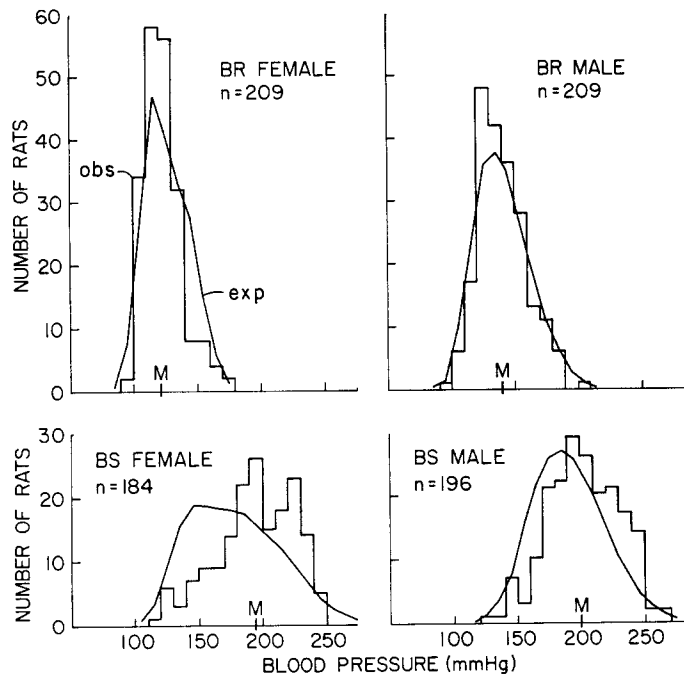 NUMBER OF RATS
60
50
40
30
20
10
0
BR FEMALE
n=209
obs
exp
M
BR MALE
n=209
M
NUMBER OF RATS
30
20
10
0
BS FEMALE
n=184
M
BS MALE
n=196
M
100 150 200 250
100 150 200 250
BLOOD PRESSURE (mmHg)